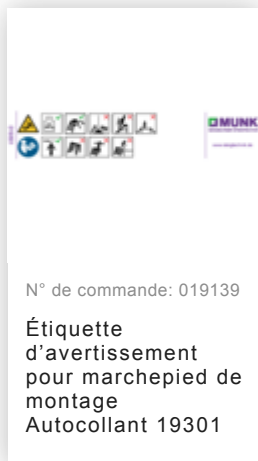 MUNK
N° de commande: 019139
Étiquette
d’avertissement
pour marchepied de
montage
Autocollant 19301